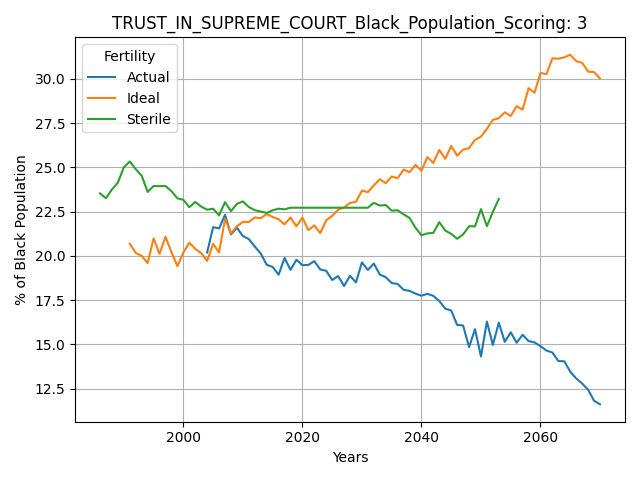 TRUST_IN_SUPREME_COURT_Black_Population_Scoring: 3
Fertility
Actual
Ideal
Sterile
30.0
27.5
25.0
22.5
20.0
17.5
15.0
12.5
% of Black Population
2000
2020
2040
2060
Years